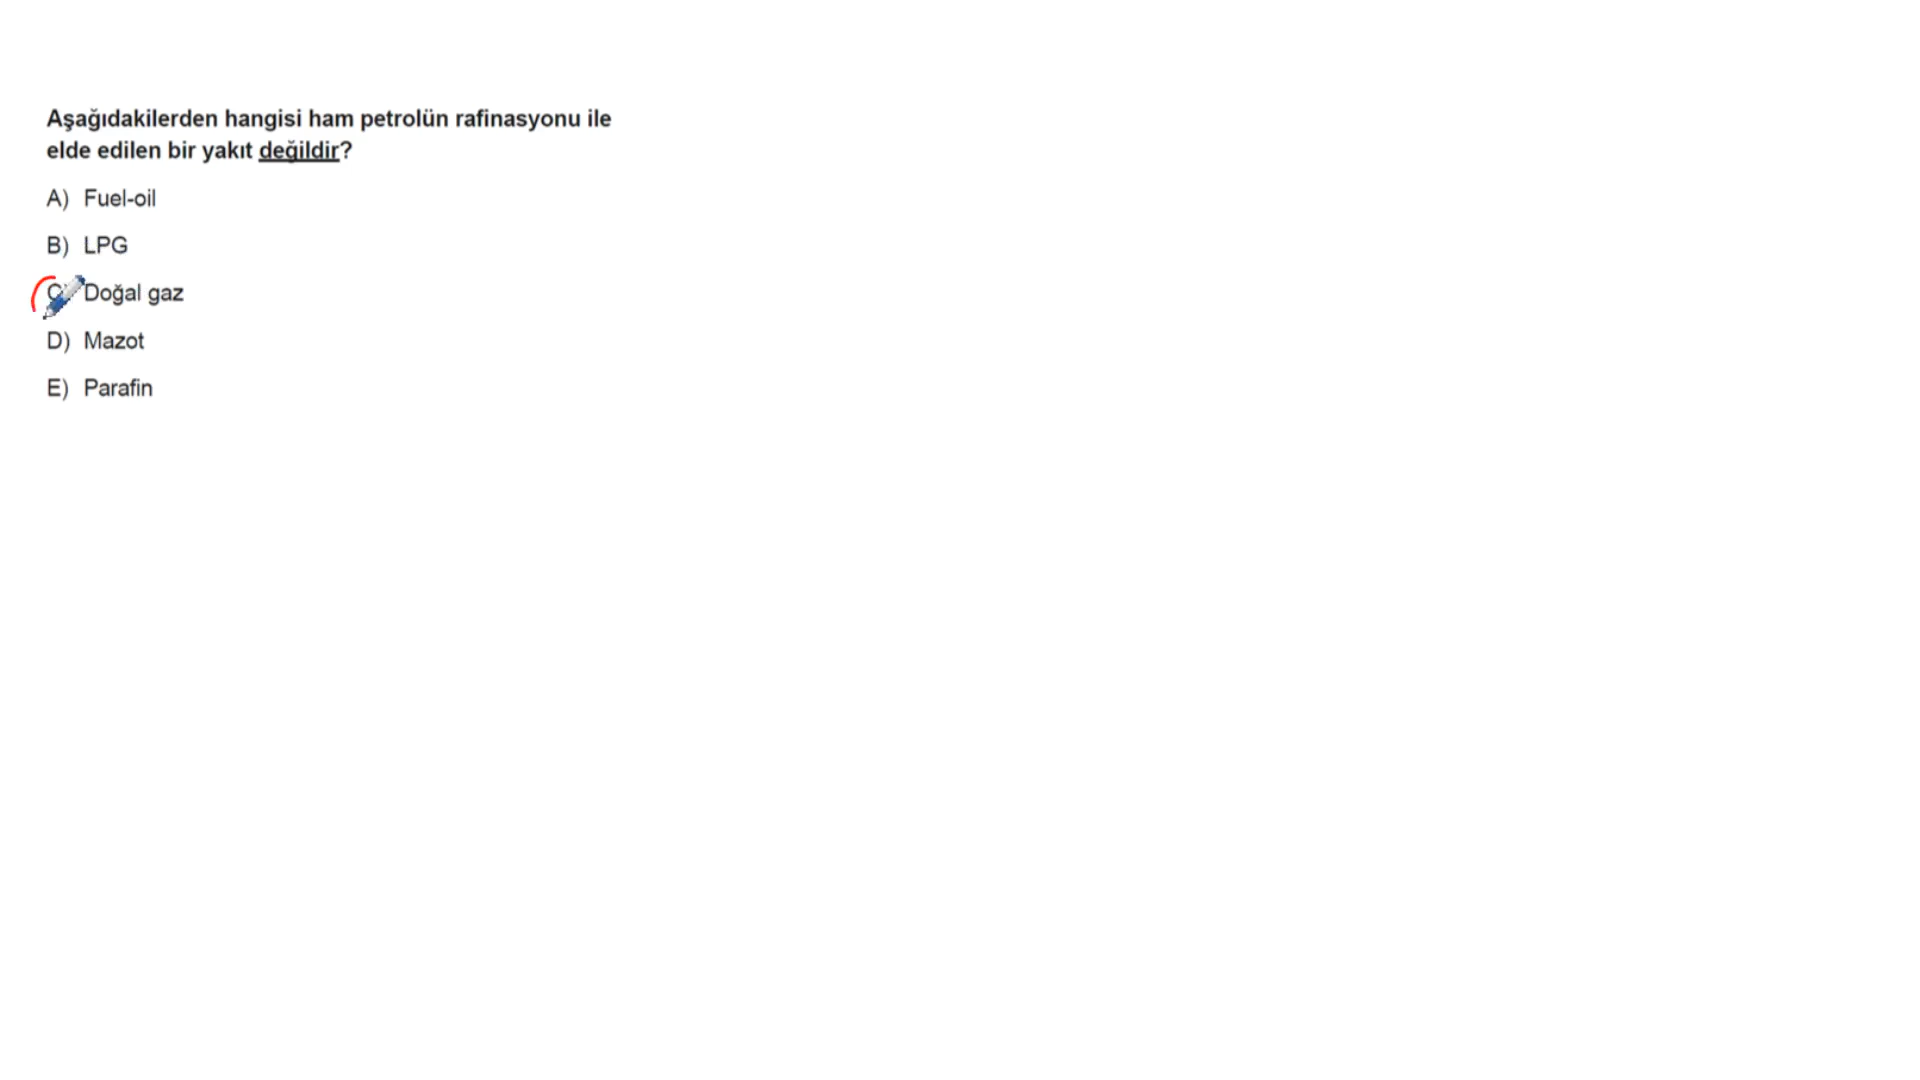 Aşağıdakilerden hangisi ham petrolün rafinasyonu ile
elde edilen bir yakıt değildir?
A) Fuel-oil
B) LPG
C) Doğal gaz
D) Mazot
E) Parafin